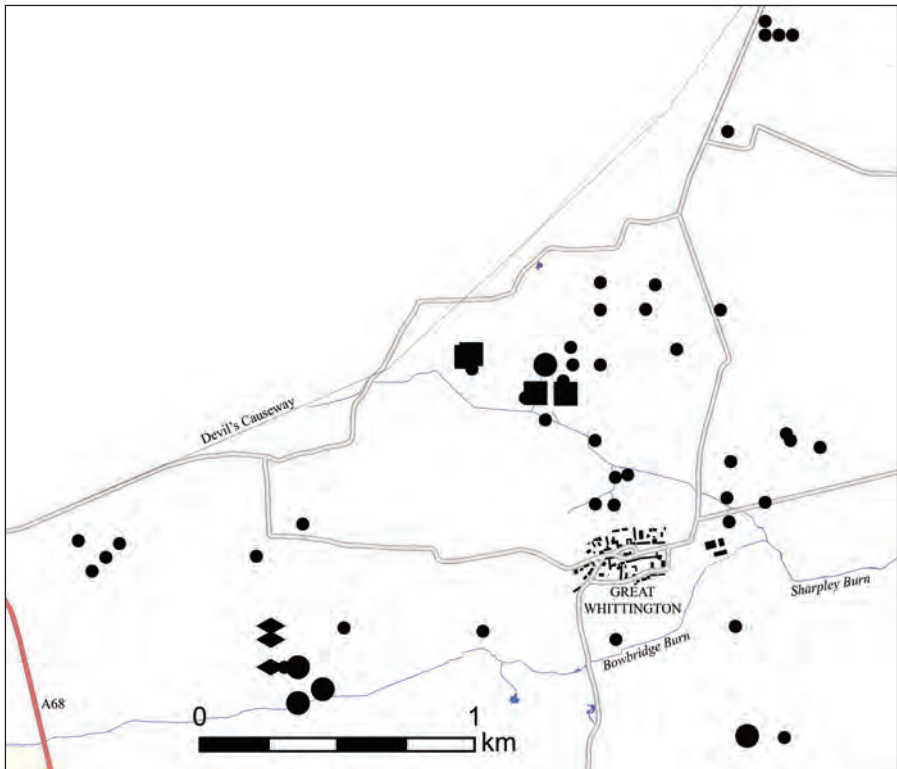 Devil's Causeway
GREAT
WHITTINGTON
Sharpley Burn
Bowbridge Burn
A68
0 1
km